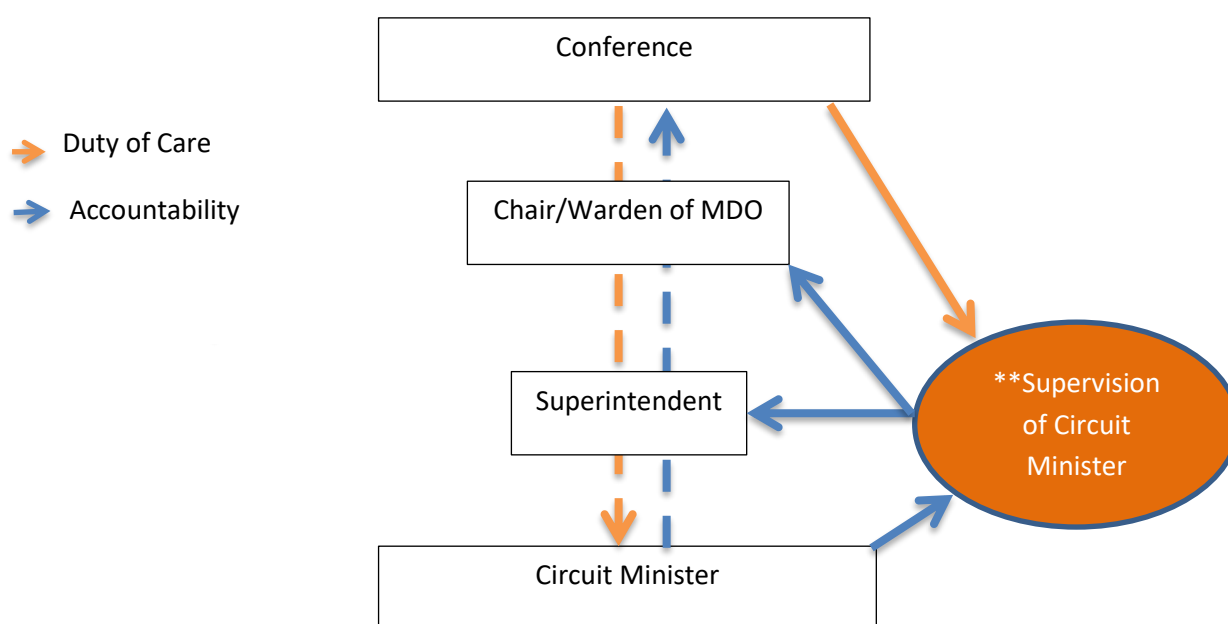 Conference
Duty of Care
Accountability
Chair/Warden of MDO
Superintendent
**Supervision
of Circuit
Minister
Circuit Minister